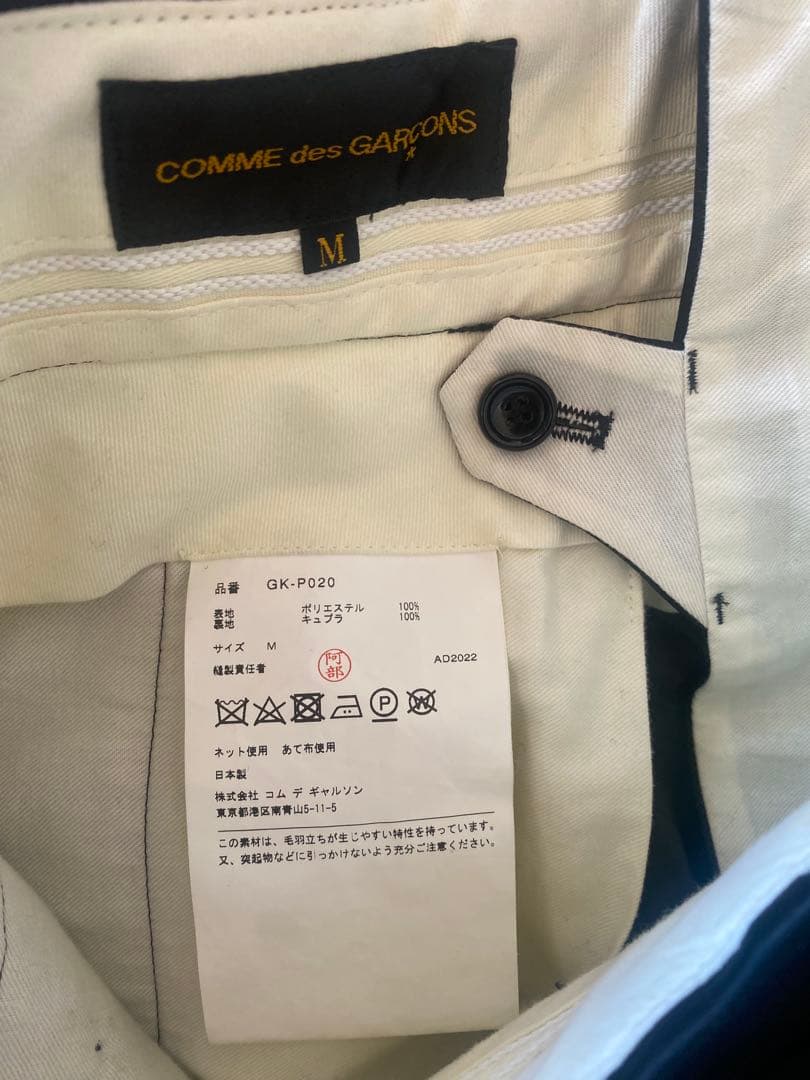 COMME des GARÇONS
M
品番 GK-P020
表地 ポリエステル 100%
裏地 キュプラ 100%
サイズ M
縫製責任者 阿部 AD2022
P W
ネット使用 あて布使用
日本製
株式会社 コム デ ギャルソン
東京都港区南青山5-11-5
この素材は、毛羽立ちが生じやすい特性を持っています。
又、突起物などに引っかけないよう充分ご注意ください。